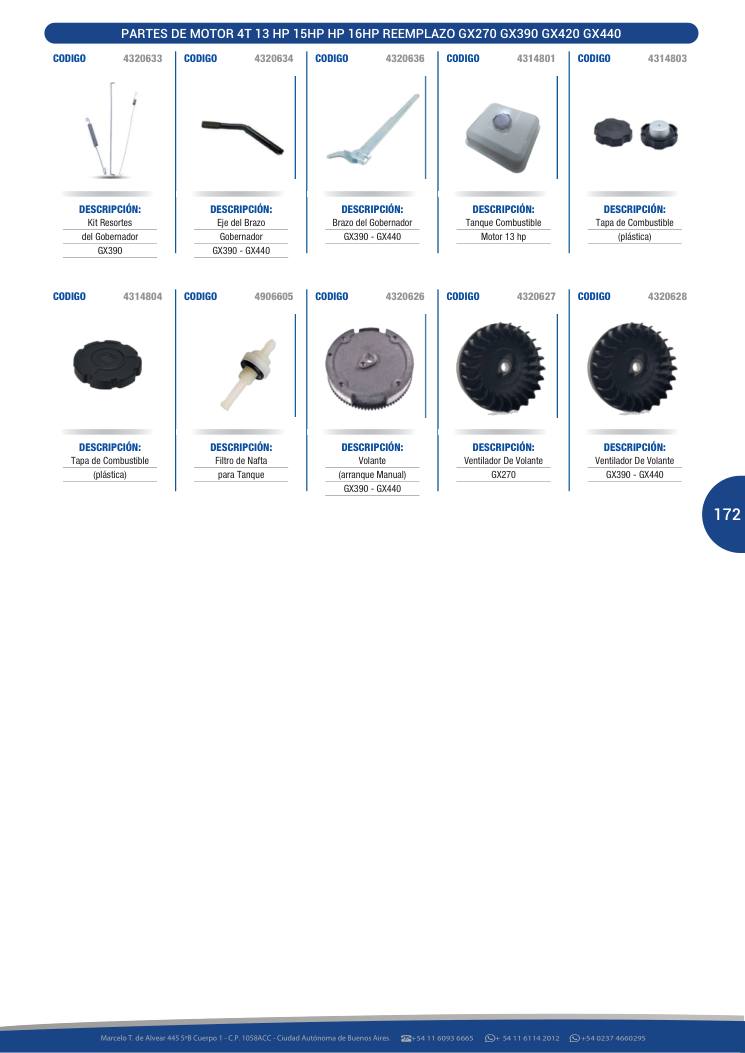 PARTES DE MOTOR 4T 13 HP 15HP HP 16HP REEMPLAZO GX270 GX390 GX420 GX440
CODIGO 4320633
DESCRIPCIÓN:
Kit Resortes
del Gobernador
GX390
CODIGO 4320634
DESCRIPCIÓN:
Eje del Brazo
Gobernador
GX390 - GX440
CODIGO 4320636
DESCRIPCIÓN:
Brazo del Gobernador
GX390 - GX440
CODIGO 4314801
DESCRIPCIÓN:
Tanque Combustible
Motor 13 hp
CODIGO 4314803
DESCRIPCIÓN:
Tapa de Combustible
(plástica)
CODIGO 4314804
DESCRIPCIÓN:
Tapa de Combustible
(plástica)
CODIGO 4906605
DESCRIPCIÓN:
Filtro de Nafta
para Tanque
CODIGO 4320626
DESCRIPCIÓN:
Volante
(arranque Manual)
GX390 - GX440
CODIGO 4320627
DESCRIPCIÓN:
Ventilador De Volante
GX270
CODIGO 4320628
DESCRIPCIÓN:
Ventilador De Volante
GX390 - GX440
172
Marcelo T. de Alvear 445 5ºB Cuerpo 1 - C.P. 1058ACC - Ciudad Autónoma de Buenos Aires. +54 11 6093 6665 + 54 11 6114 2012 +54 0237 4660295